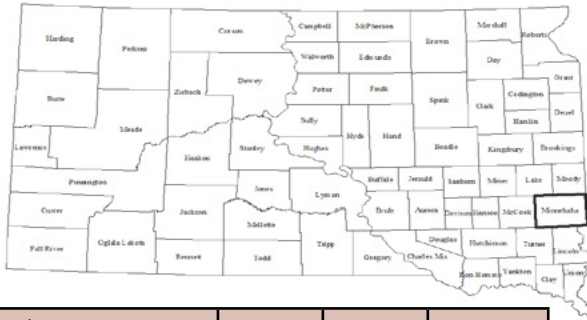 Harding Perkins Corson Campbell McPherson Brown Marshall Roberts
Walworth Edmunds Day Grant
Butte Ziebach Dewey Potter Faulk Spink Clark Codington Deuel
Hamlin
Meade Sully Hyde Hand
Lawrence Haakon Stanley Hughes Beadle Kingsbury Brookings
Pennington Jones Lyman Buffalo Jerauld Sanborn Miner Lake Moody
Custer Jackson Mellette Brule Aurora Davison Hanson McCook Minnehaha
Fall River Oglala Lakota Bennett Todd Tripp Gregory Charles Mix Douglas Hutchinson Turner Lincoln
Bon Homme Yankton Clay Union